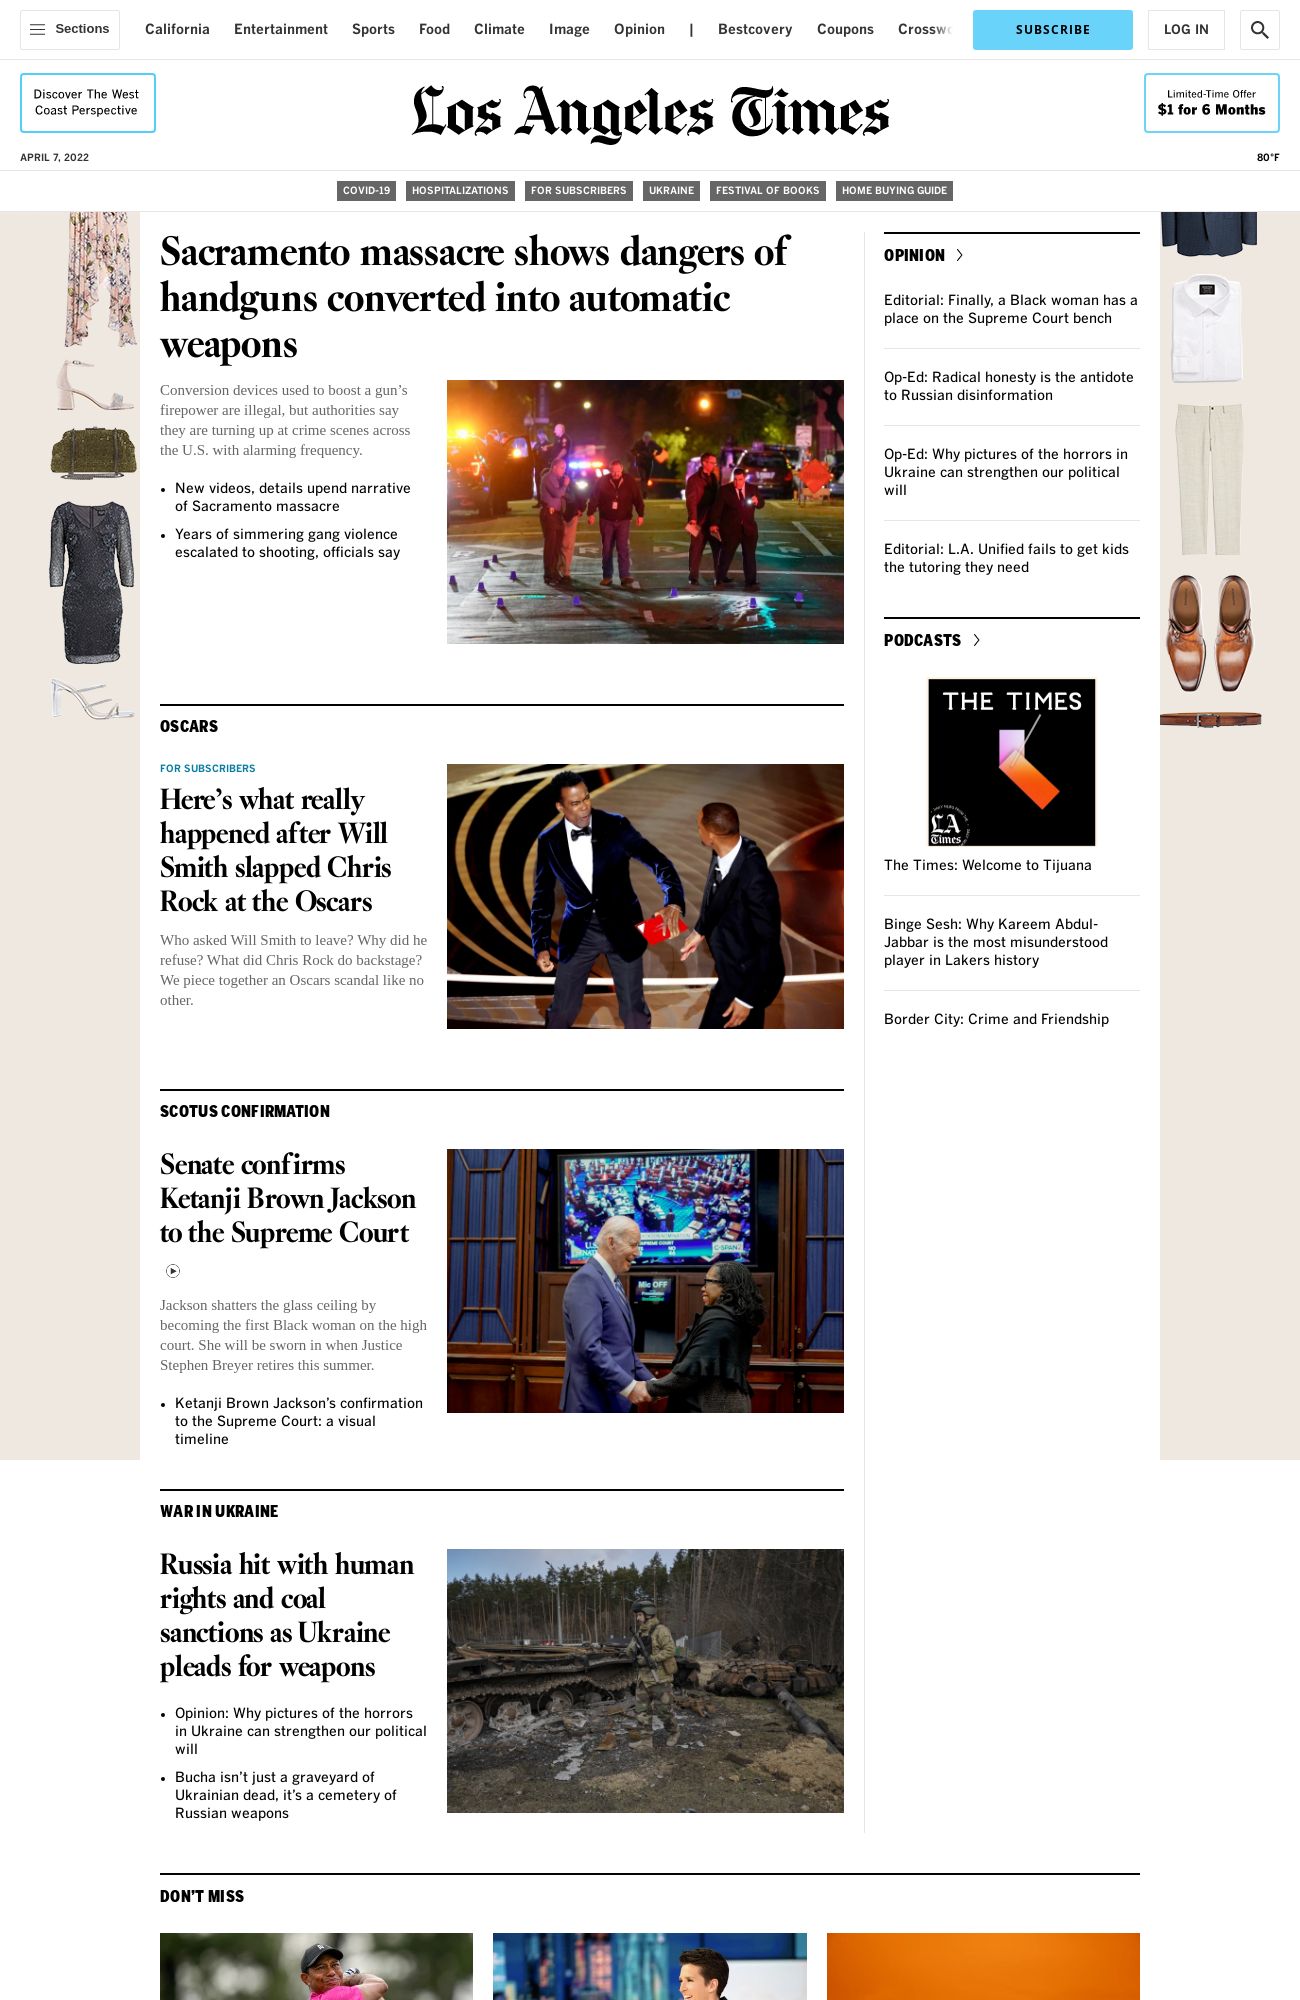 Sections
California
Entertainment
Sports
Food
Climate
Image
Opinion
|
Bestcovery
Coupons
Crossw
SUBSCRIBE
LOG IN
Discover The West
Coast Perspective
Los Angeles Times
Limited-Time Offer
$1 for 6 Months
APRIL 7, 2022
80°F
COVID-19
HOSPITALIZATIONS
FOR SUBSCRIBERS
UKRAINE
FESTIVAL OF BOOKS
HOME BUYING GUIDE
Sacramento massacre shows dangers of
handguns converted into automatic
weapons
Conversion devices used to boost a gun’s
firepower are illegal, but authorities say
they are turning up at crime scenes across
the U.S. with alarming frequency.
• New videos, details upend narrative
of Sacramento massacre
• Years of simmering gang violence
escalated to shooting, officials say
OSCARS
FOR SUBSCRIBERS
Here’s what really
happened after Will
Smith slapped Chris
Rock at the Oscars
Who asked Will Smith to leave? Why did he
refuse? What did Chris Rock do backstage?
We piece together an Oscars scandal like no
other.
SCOTUS CONFIRMATION
Senate confirms
Ketanji Brown Jackson
to the Supreme Court
Jackson shatters the glass ceiling by
becoming the first Black woman on the high
court. She will be sworn in when Justice
Stephen Breyer retires this summer.
• Ketanji Brown Jackson’s confirmation
to the Supreme Court: a visual
timeline
C-SPAN2
Mic OFF
WAR IN UKRAINE
Russia hit with human
rights and coal
sanctions as Ukraine
pleads for weapons
• Opinion: Why pictures of the horrors
in Ukraine can strengthen our political
will
• Bucha isn’t just a graveyard of
Ukrainian dead, it’s a cemetery of
Russian weapons
OPINION
Editorial: Finally, a Black woman has a
place on the Supreme Court bench
Op-Ed: Radical honesty is the antidote
to Russian disinformation
Op-Ed: Why pictures of the horrors in
Ukraine can strengthen our political
will
Editorial: L.A. Unified fails to get kids
the tutoring they need
PODCASTS
THE TIMES
LA
Times
The Times: Welcome to Tijuana
Binge Sesh: Why Kareem Abdul-
Jabbar is the most misunderstood
player in Lakers history
Border City: Crime and Friendship
DON’T MISS